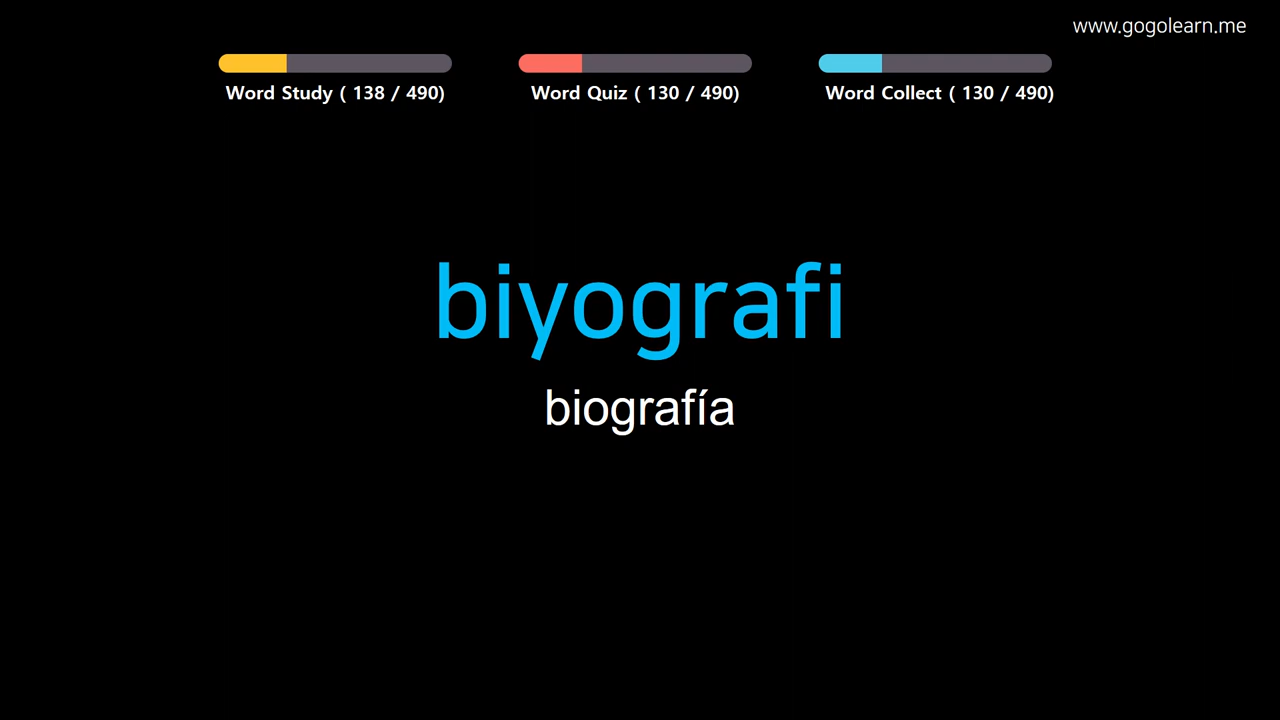 www.gogolearn.me
Word Study ( 138 / 490)
Word Quiz ( 130 / 490)
Word Collect ( 130 / 490)
biyografi
biografía